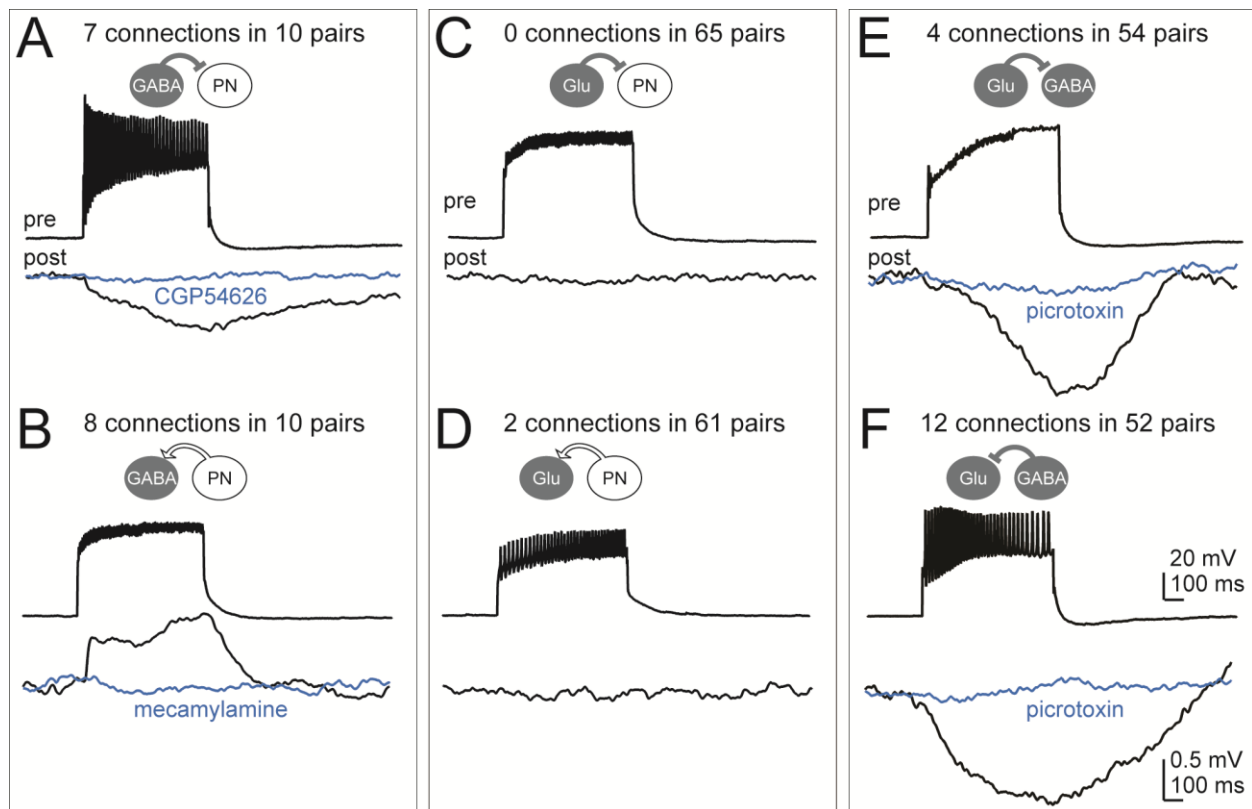 A
7 connections in 10 pairs
GABA PN
pre
post
CGP54626
B
8 connections in 10 pairs
GABA PN
mecamylamine
C
0 connections in 65 pairs
Glu PN
pre
post
D
2 connections in 61 pairs
Glu PN
E
4 connections in 54 pairs
Glu GABA
pre
post
picrotoxin
F
12 connections in 52 pairs
Glu GABA
20 mV
100 ms
picrotoxin
0.5 mV
100 ms